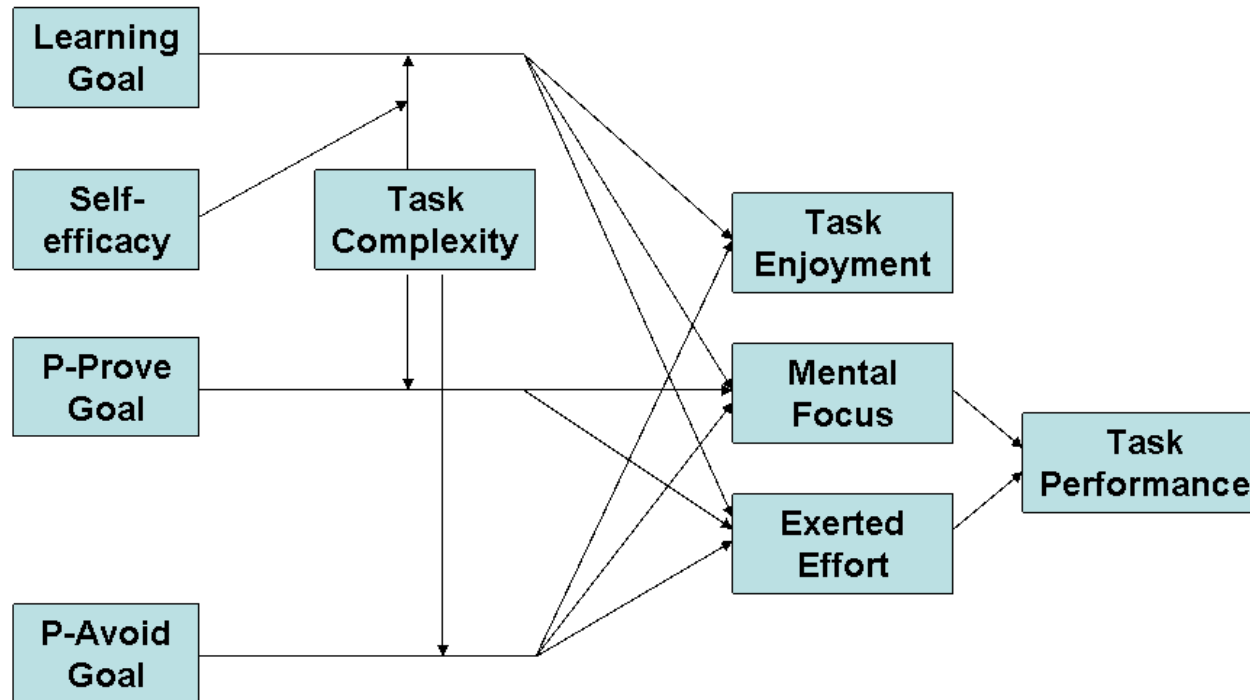 Learning
Goal
Self-
efficacy
Task
Complexity
Task
Enjoyment
P-Prove
Goal
Mental
Focus
Task
Performance
Exerted
Effort
P-Avoid
Goal